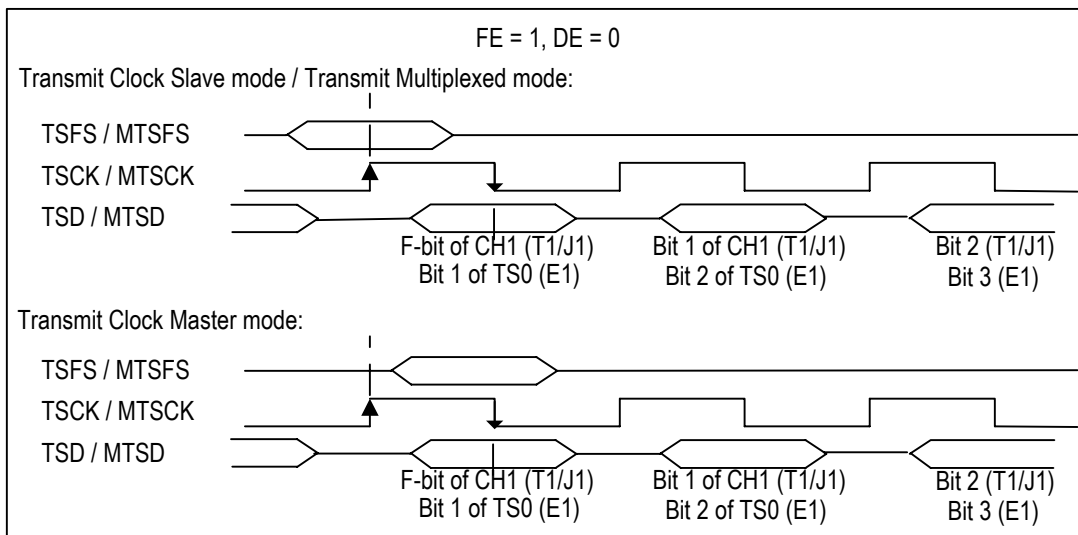 FE = 1, DE = 0
Transmit Clock Slave mode / Transmit Multiplexed mode:
TSFS / MTSFS
TSCK / MTSCK
TSD / MTSD
F-bit of CH1 (T1/J1) Bit 1 of CH1 (T1/J1) Bit 2 (T1/J1)
Bit 1 of TS0 (E1) Bit 2 of TS0 (E1) Bit 3 (E1)
Transmit Clock Master mode:
TSFS / MTSFS
TSCK / MTSCK
TSD / MTSD
F-bit of CH1 (T1/J1) Bit 1 of CH1 (T1/J1) Bit 2 (T1/J1)
Bit 1 of TS0 (E1) Bit 2 of TS0 (E1) Bit 3 (E1)